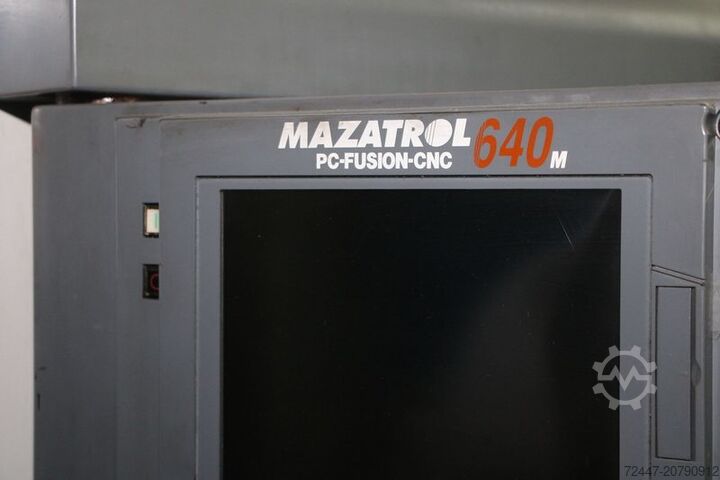 MAZATROL 640M
PC-FUSION-CNC
72447-20790912